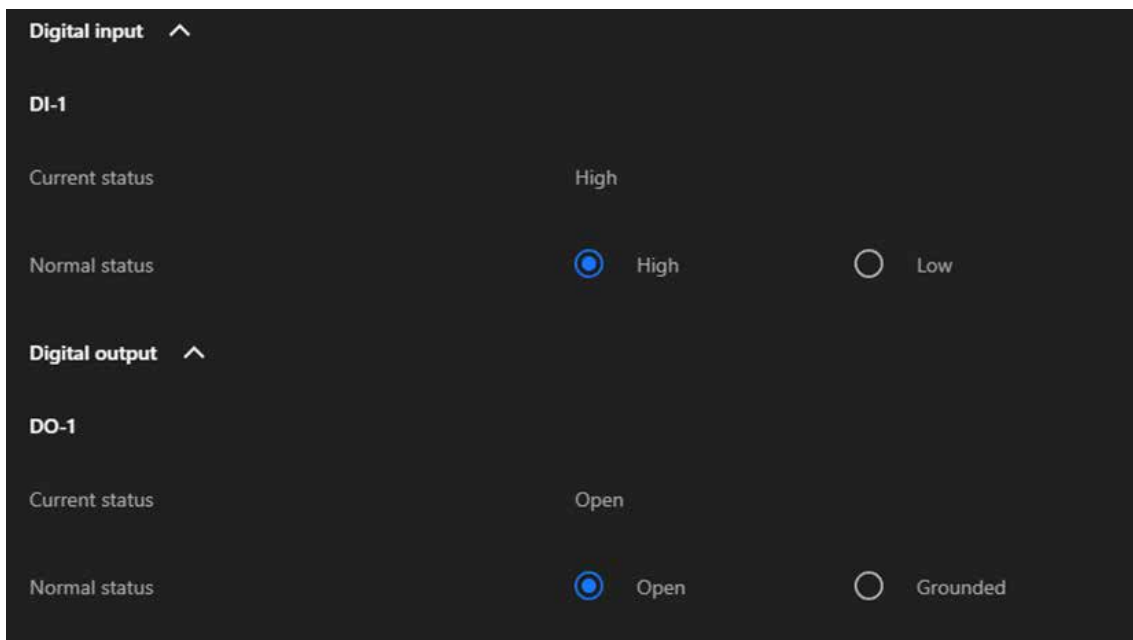 Digital input
DI-1
Current status High
Normal status High Low
Digital output
DO-1
Current status Open
Normal status Open Grounded